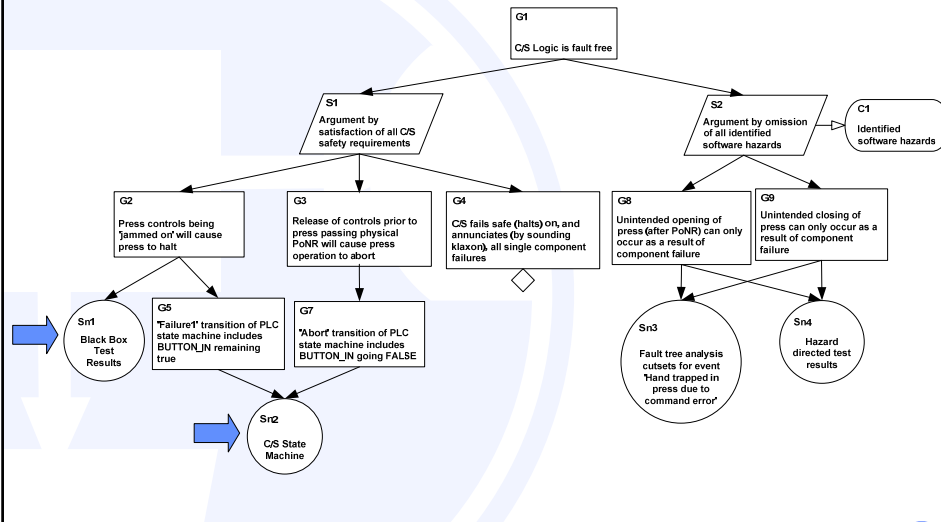 G1
C/S Logic is fault free
S1
Argument by
satisfaction of all C/S
safety requirements
S2
Argument by omission
of all identified
software hazards
C1
Identified
software hazards
G2
Press controls being
'jammed on' will cause
press to halt
G3
Release of controls prior to
press passing physical
PoNR will cause press
operation to abort
G4
C/S fails safe (halts) on, and
annunciates (by sounding
klaxon), all single component
failures
G8
Unintended opening of
press (after PoNR) can only
occur as a result of
component failure
G9
Unintended closing of
press can only occur as a
result of component
failure
Sn1
Black Box
Test
Results
G5
'Failure1' transition of PLC
state machine includes
BUTTON_IN remaining
true
G7
'Abort' transition of PLC
state machine includes
BUTTON_IN going FALSE
Sn3
Fault tree analysis
cutsets for event
'Hand trapped in
press due to
command error'
Sn4
Hazard
directed test
results
Sn2
C/S State
Machine